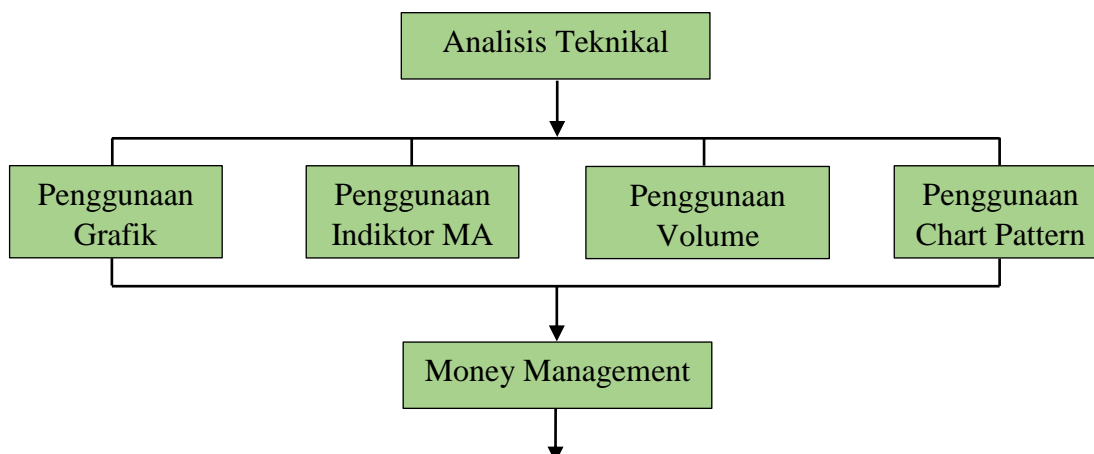 Analisis Teknikal
Penggunaan
Grafik
Penggunaan
Indiktor MA
Penggunaan
Volume
Penggunaan
Chart Pattern
Money Management